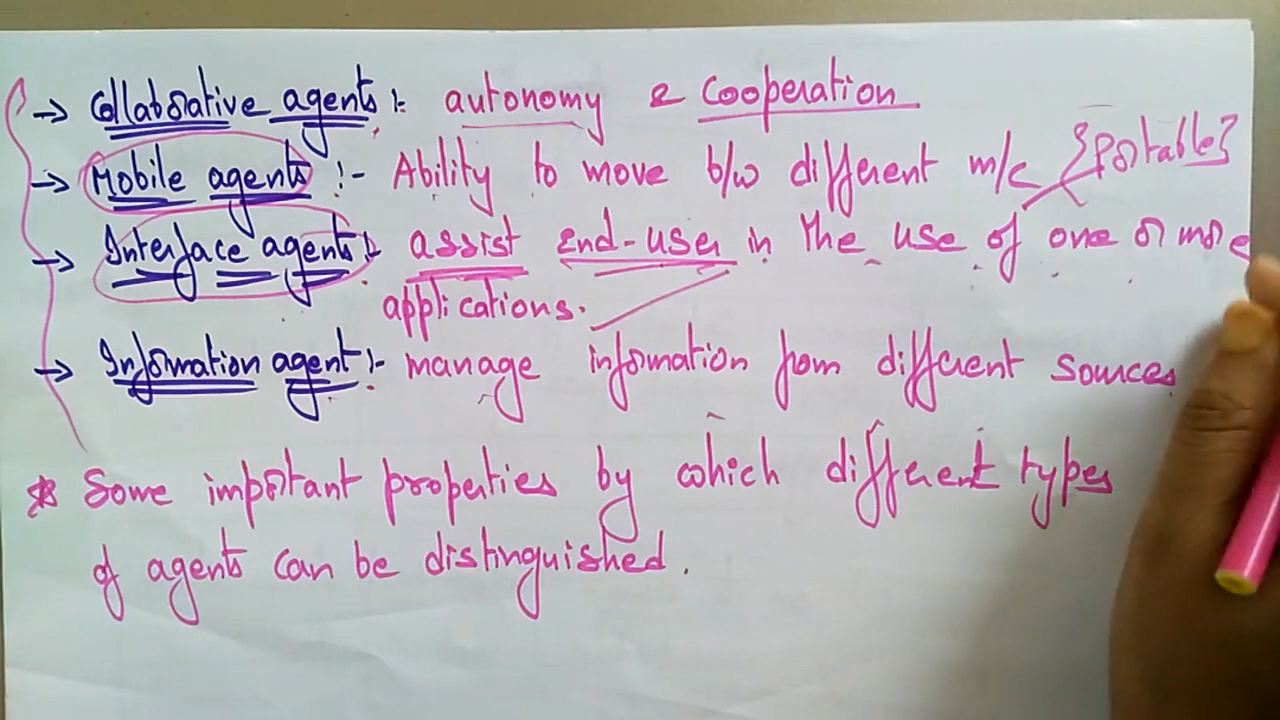 → Collaborative agents :- autonomy & cooperation
→ Mobile agents :- Ability to move b/w different m/c {portable}
→ Interface agents :- assist end-user in the use of one or more
applications.
→ Information agent :- manage information from different sources
* Some important properties by which different types
of agents can be distinguished.